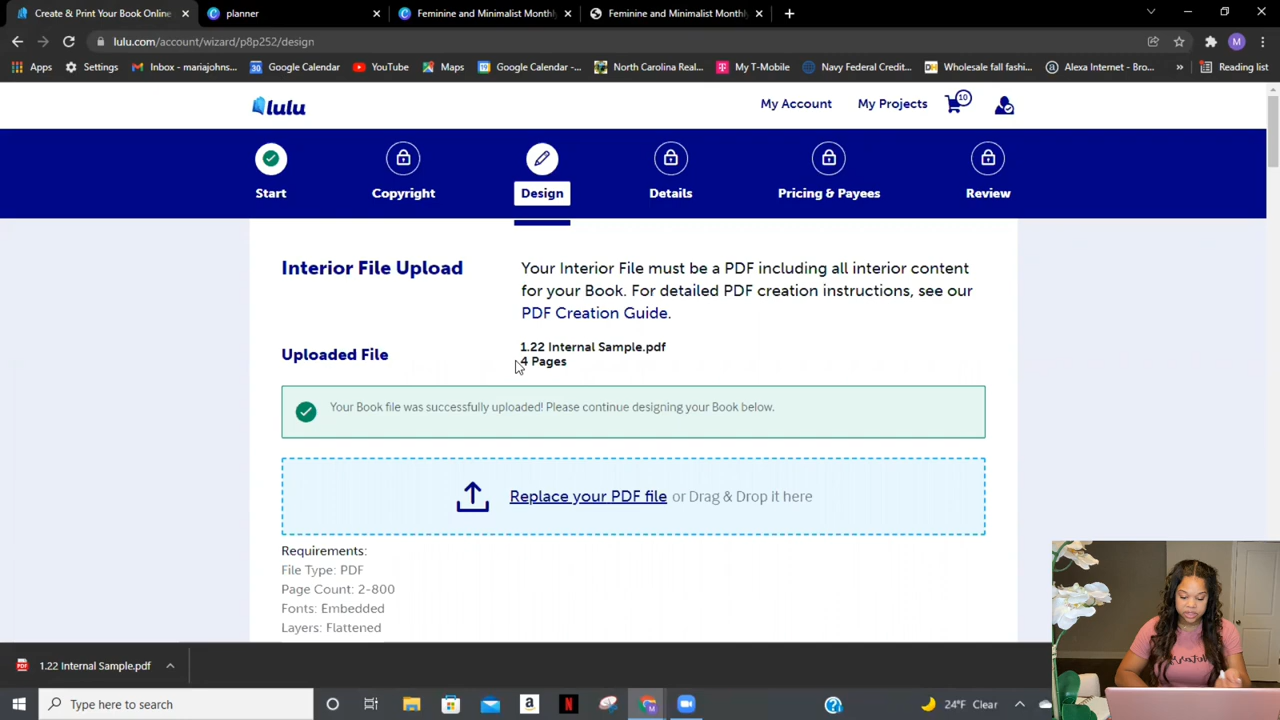 Create & Print Your Book Online
planner
Feminine and Minimalist Monthl
Feminine and Minimalist Monthl
lulu.com/account/wizard/p8p252/design
M
Apps
Settings
Inbox - mariajohns...
Google Calendar
YouTube
Maps
Google Calendar -...
North Carolina Real...
My T-Mobile
Navy Federal Credit...
Wholesale fall fashi...
Alexa Internet - Bro...
»
Reading list
lulu
My Account
My Projects
10
Start
Copyright
Design
Details
Pricing & Payees
Review
Interior File Upload
Your Interior File must be a PDF including all interior content
for your Book. For detailed PDF creation instructions, see our
PDF Creation Guide.
Uploaded File
1.22 Internal Sample.pdf
4 Pages
Your Book file was successfully uploaded! Please continue designing your Book below.
Replace your PDF file or Drag & Drop it here
Requirements:
File Type: PDF
Page Count: 2-800
Fonts: Embedded
Layers: Flattened
1.22 Internal Sample.pdf
Type here to search
24°F Clear